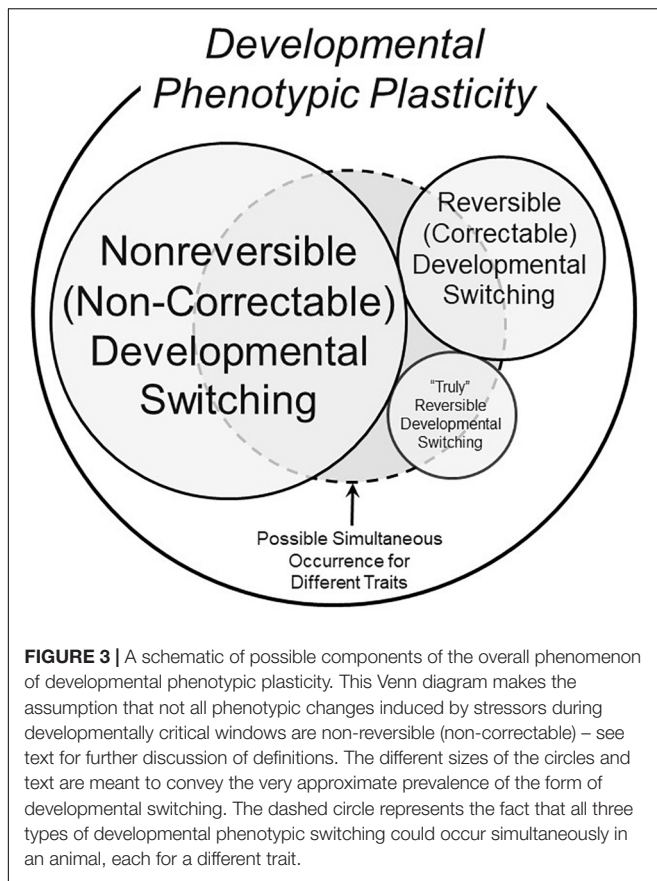 Developmental
Phenotypic Plasticity
Nonreversible
(Non-Correctable)
Developmental
Switching
Reversible
(Correctable)
Developmental
Switching
"Truly"
Reversible
Developmental
Switching
Possible Simultaneous
Occurrence for
Different Traits
FIGURE 3 | A schematic of possible components of the overall phenomenon
of developmental phenotypic plasticity. This Venn diagram makes the
assumption that not all phenotypic changes induced by stressors during
developmentally critical windows are non-reversible (non-correctable) – see
text for further discussion of definitions. The different sizes of the circles and
text are meant to convey the very approximate prevalence of the form of
developmental switching. The dashed circle represents the fact that all three
types of developmental phenotypic switching could occur simultaneously in
an animal, each for a different trait.